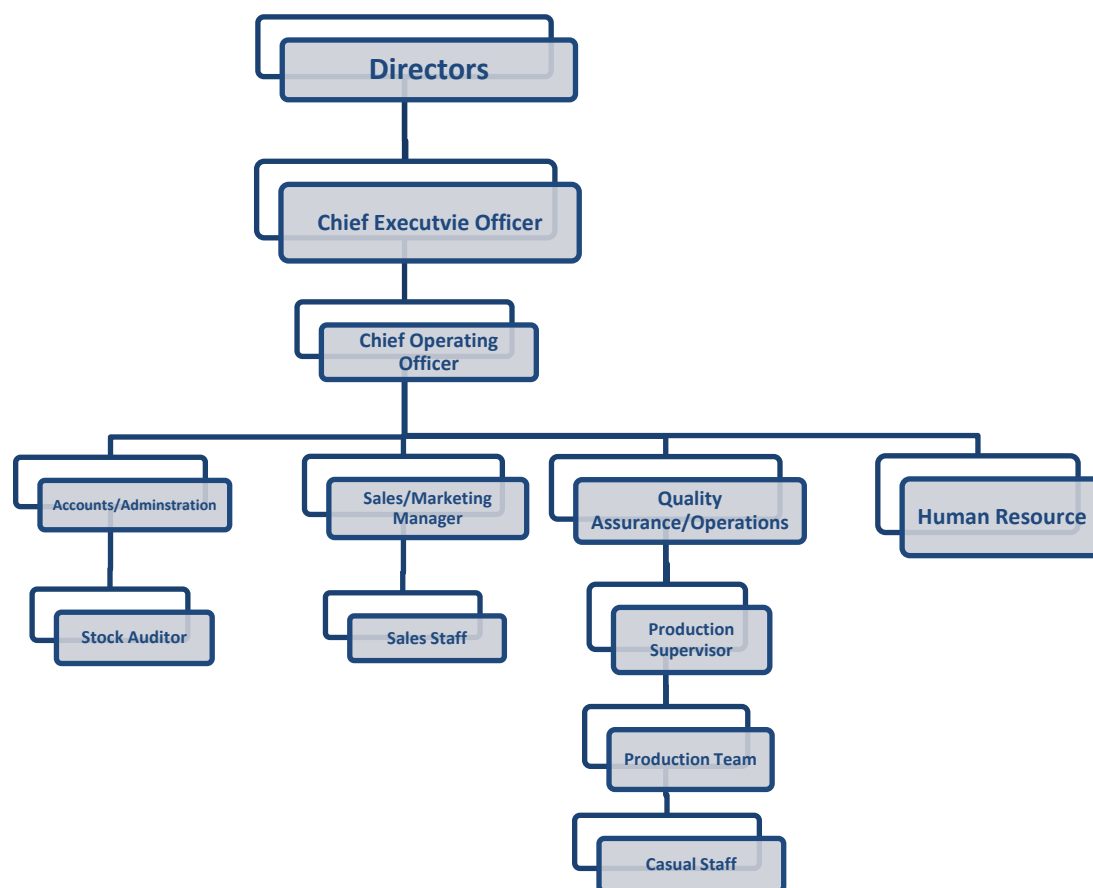 Directors
Chief Executvie Officer
Chief Operating
Officer
Accounts/Adminstration
Sales/Marketing
Manager
Quality
Assurance/Operations
Human Resource
Stock Auditor
Sales Staff
Production
Supervisor
Production Team
Casual Staff